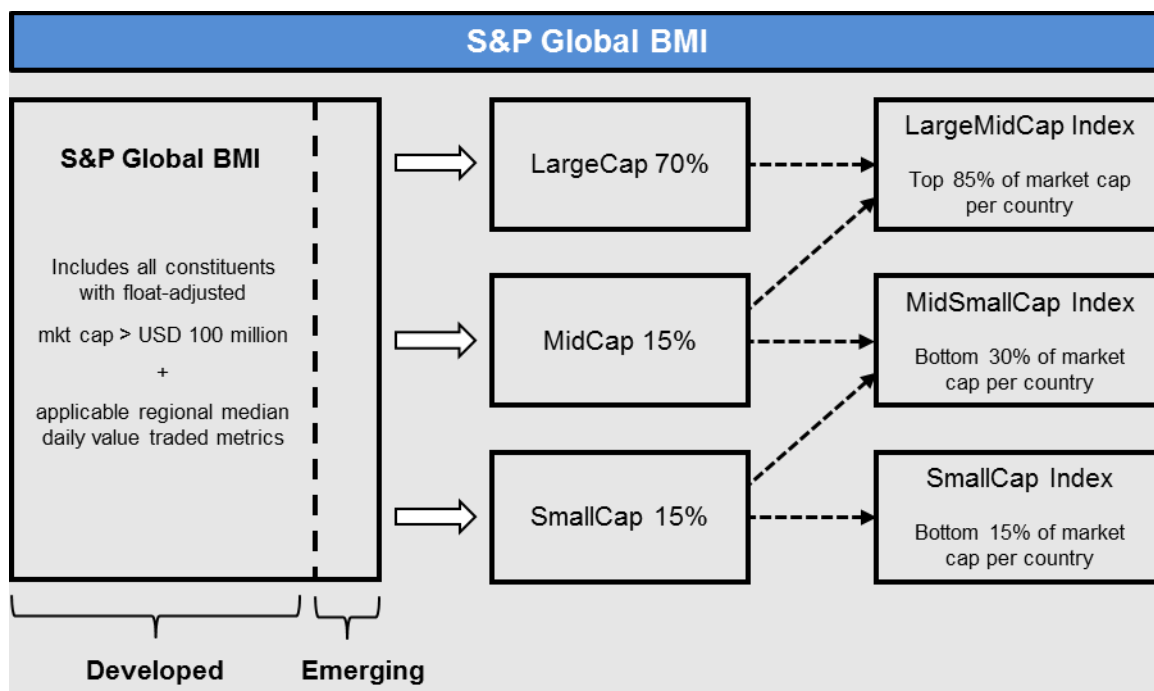 S&P Global BMI
S&P Global BMI
Includes all constituents
with float-adjusted
mkt cap > USD 100 million
+
applicable regional median
daily value traded metrics
Developed
Emerging
LargeCap 70%
MidCap 15%
SmallCap 15%
LargeMidCap Index
Top 85% of market cap
per country
MidSmallCap Index
Bottom 30% of market
cap per country
SmallCap Index
Bottom 15% of market
cap per country